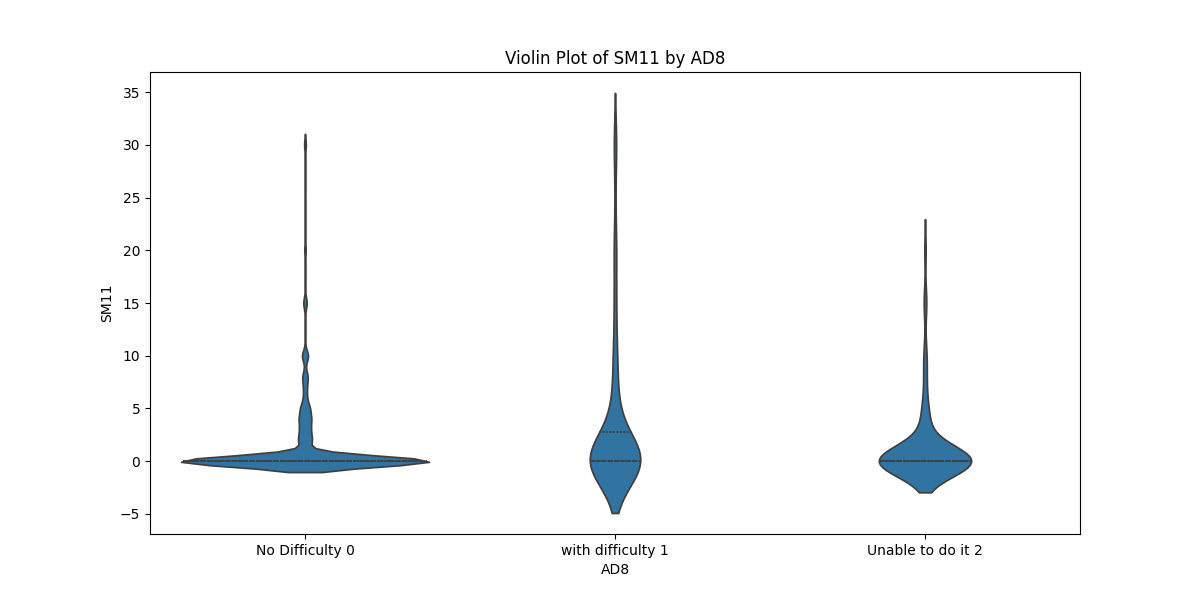 Violin Plot of SM11 by AD8
35
30
25
20
15
10
5
0
−5
SM11
No Difficulty 0
with difficulty 1
Unable to do it 2
AD8